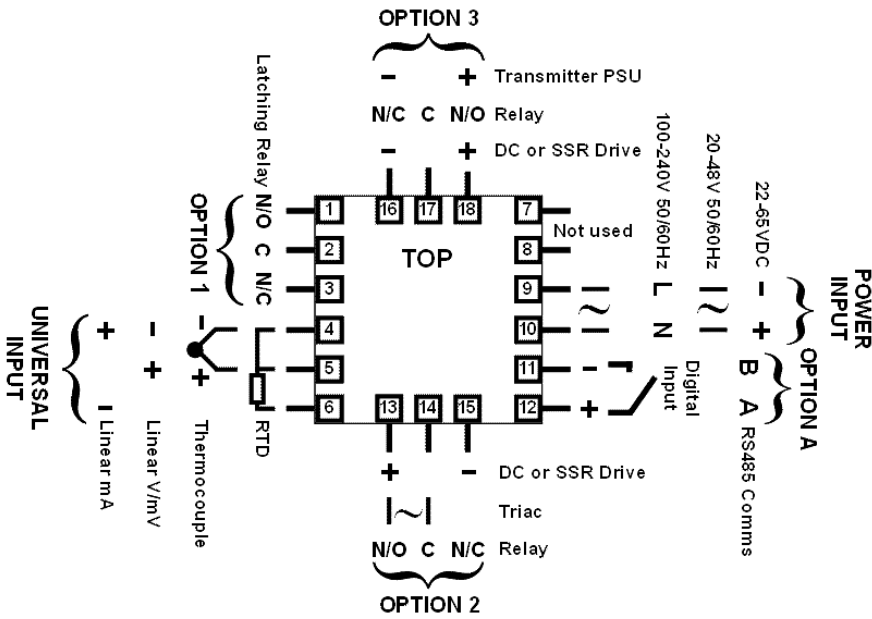 OPTION 3
- + Transmitter PSU
N/C C N/O Relay
- + DC or SSR Drive
Latching Relay
N/O C N/C
OPTION 1
UNIVERSAL INPUT
+ - Linear mA
- + Linear V/mV
- + Thermocouple
RTD
1
2
3
4
5
6
16 17 18
TOP
13 14 15
7
8
9
10
11
12
Not used
~
- +
Digital Input
100-240V 50/60Hz
L N
20-48V 50/60Hz
~
22-65VDC
- +
POWER INPUT
B A RS485 Comms
OPTION A
+ - DC or SSR Drive
~ Triac
N/O C N/C Relay
OPTION 2